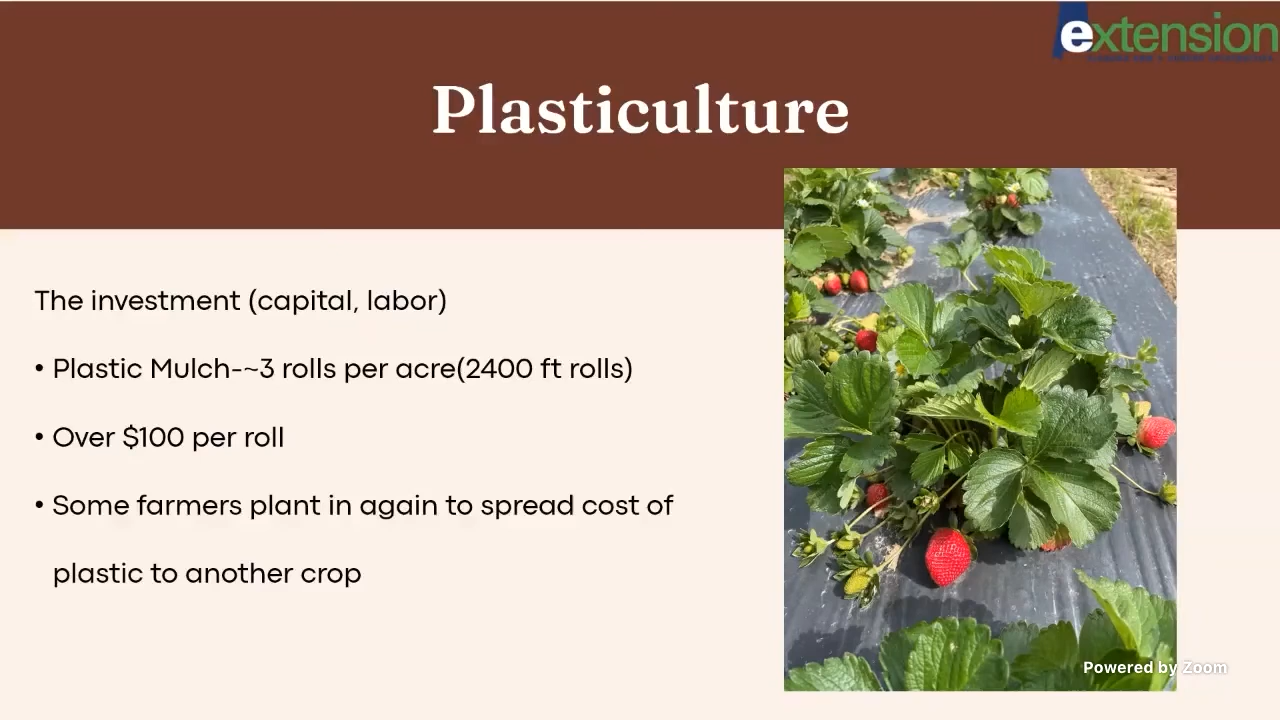 extension
Plasticulture
The investment (capital, labor)
• Plastic Mulch-~3 rolls per acre(2400 ft rolls)
• Over $100 per roll
• Some farmers plant in again to spread cost of
plastic to another crop
Powered by Zoom